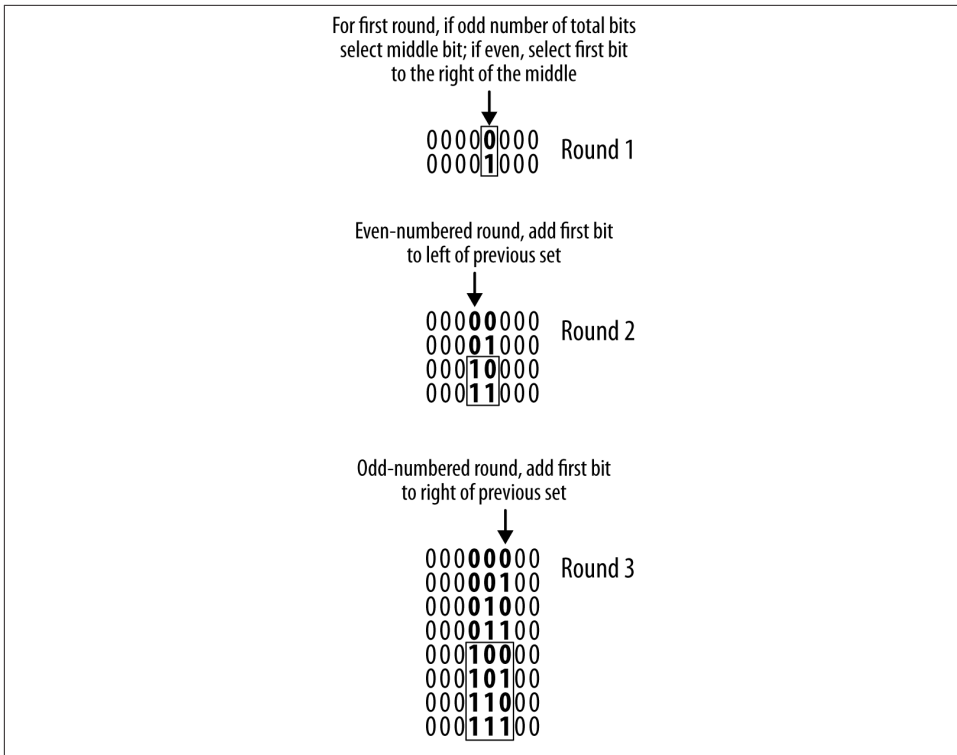 For first round, if odd number of total bits
select middle bit; if even, select first bit
to the right of the middle
00000000
00001000
Round 1
Even-numbered round, add first bit
to left of previous set
00000000
00001000
00010000
00011000
Round 2
Odd-numbered round, add first bit
to right of previous set
00000000
00000100
00001000
00001100
00010000
00010100
00011000
00011100
Round 3